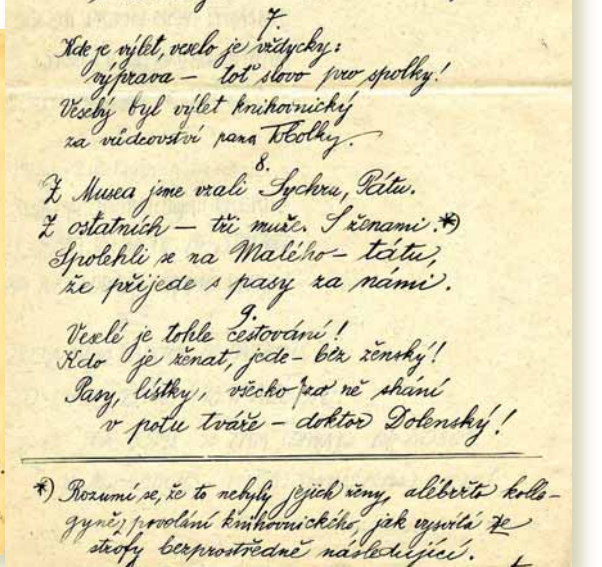 7.
Kde je výlet, veselo je vždycky:
výprava – toť slovo pro spolky!
Veselý byl výlet knihovnický
za vůdcovství pana Tobolky.
8.
Z Musea jsme vzali Sychru, Pátu.
Z ostatních – tři muže. S ženami.*)
Spolehli se na Malého – tátu,
že přijede s pasy za námi.
9.
Veselé je tohle cestování!
Kdo je ženat, jede – bez ženský!
Pasy, lístky, všecko za ně shání
v potu tváře – doktor Dolenský!
*) Rozumí se, že to nebyly jejich ženy, alébržto kolle-
gyně povolání knihovnického, jak vysvitá ze
strofy bezprostředně následující.